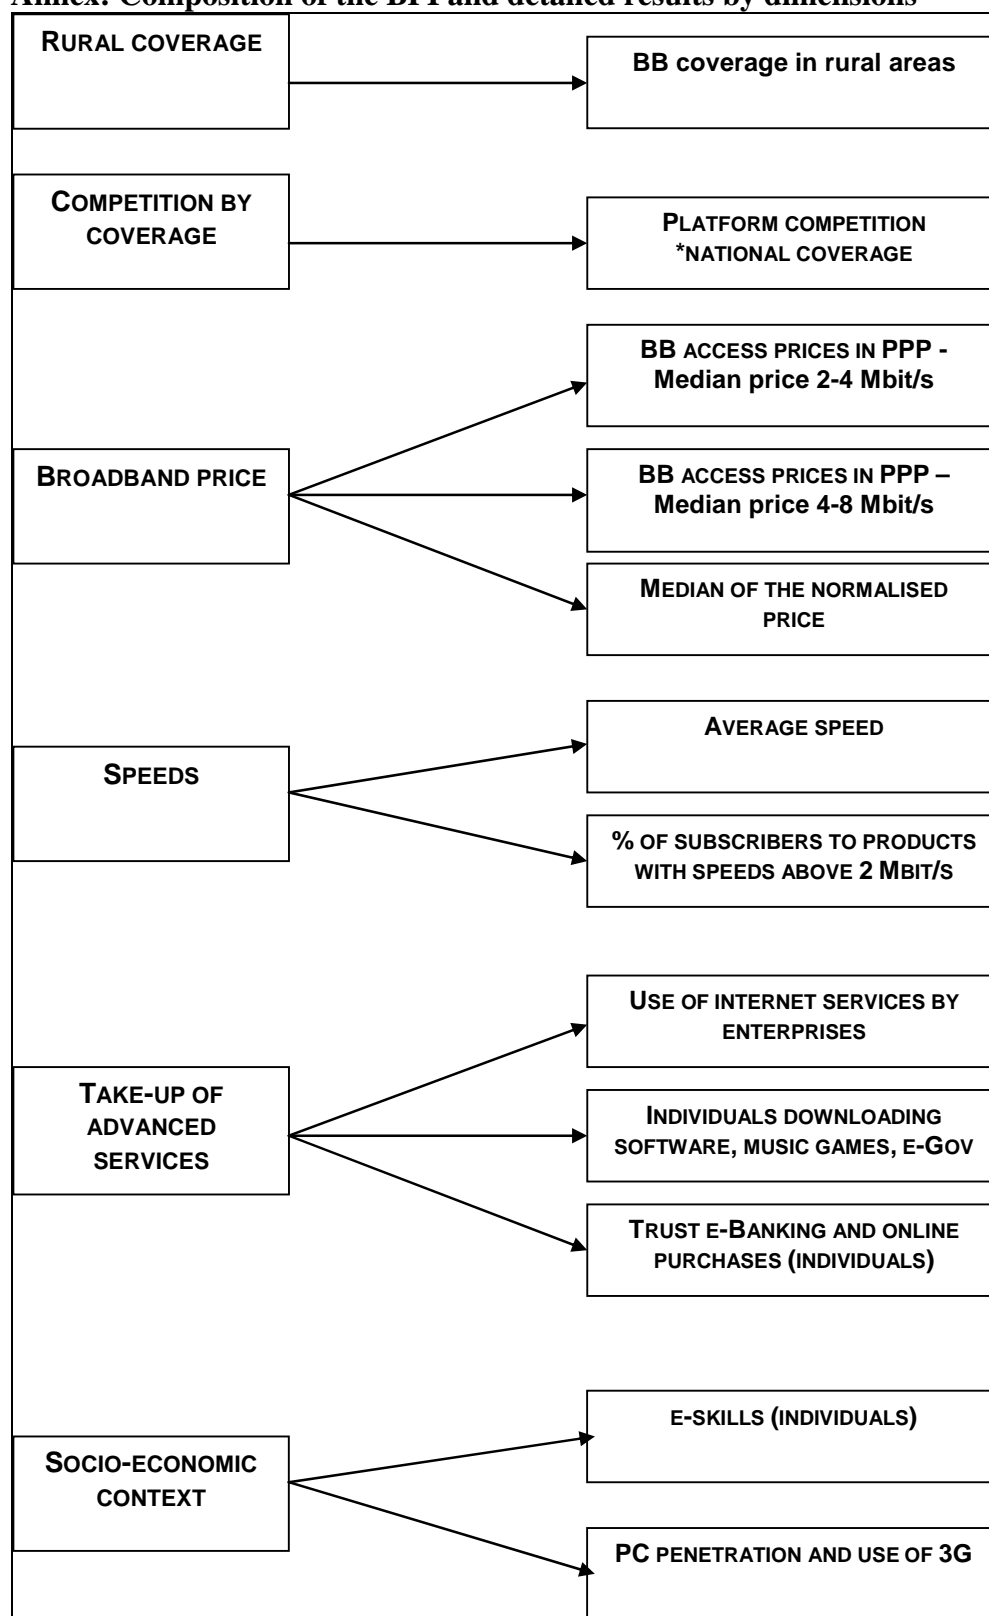 Annex: Composition of the BPI and detailed results by dimensions
RURAL COVERAGE
BB coverage in rural areas
COMPETITION BY
COVERAGE
PLATFORM COMPETITION
*NATIONAL COVERAGE
BB ACCESS PRICES IN PPP -
Median price 2-4 Mbit/s
BROADBAND PRICE
BB ACCESS PRICES IN PPP –
Median price 4-8 Mbit/s
MEDIAN OF THE NORMALISED
PRICE
SPEEDS
AVERAGE SPEED
% OF SUBSCRIBERS TO PRODUCTS
WITH SPEEDS ABOVE 2 MBIT/S
TAKE-UP OF
ADVANCED
SERVICES
USE OF INTERNET SERVICES BY
ENTERPRISES
INDIVIDUALS DOWNLOADING
SOFTWARE, MUSIC GAMES, E-GOV
TRUST E-BANKING AND ONLINE
PURCHASES (INDIVIDUALS)
SOCIO-ECONOMIC
CONTEXT
E-SKILLS (INDIVIDUALS)
PC PENETRATION AND USE OF 3G